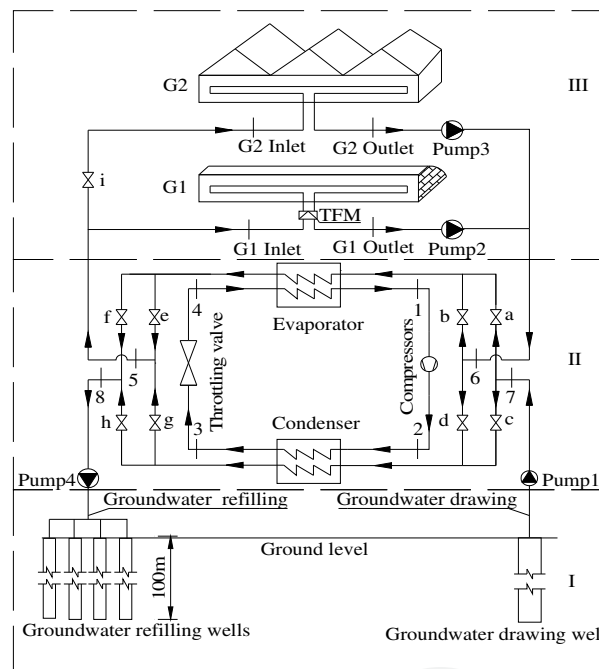 G2
III
G2 Inlet
G2 Outlet
Pump3
i
G1
TFM
G1 Inlet
G1 Outlet
Pump2
f
e
4
Evaporator
1
b
a
Throttling valve
Compressors
II
5
6
8
7
h
g
3
Condenser
2
d
c
Pump4
Pump1
Groundwater refilling
Groundwater drawing
Ground level
100m
I
Groundwater refilling wells
Groundwater drawing wel